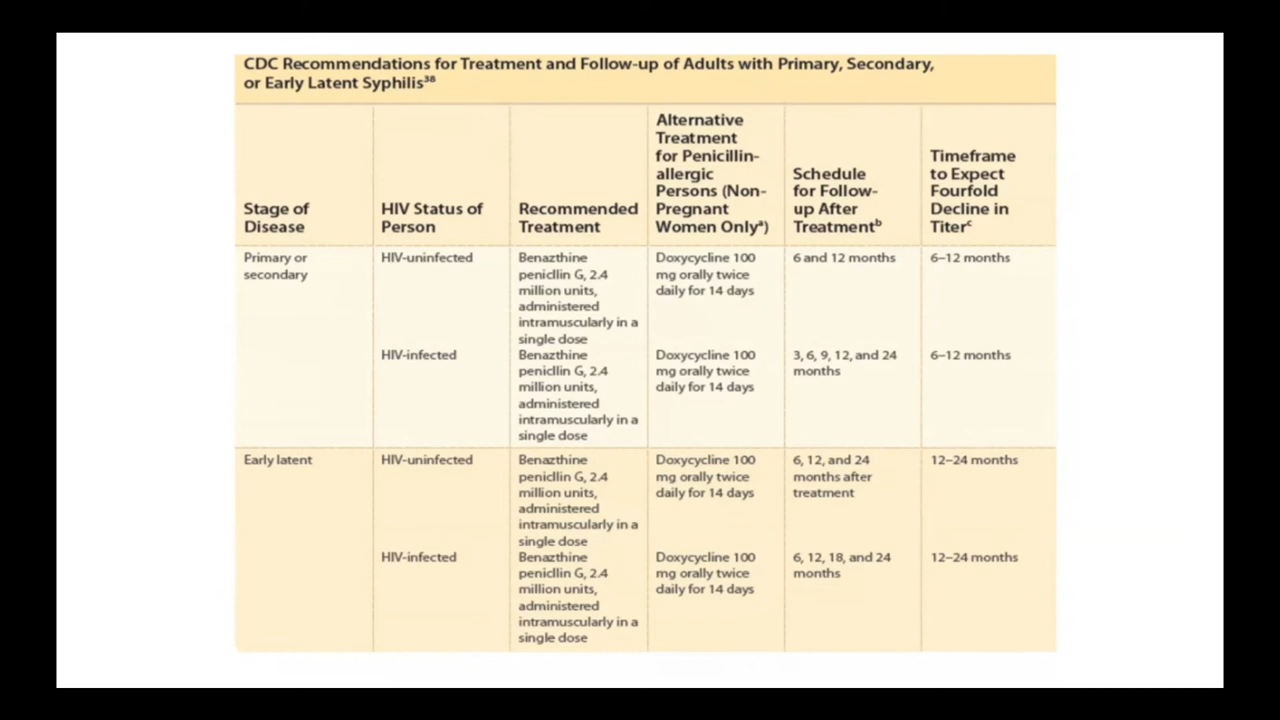 CDC Recommendations for Treatment and Follow-up of Adults with Primary, Secondary,
or Early Latent Syphilis³⁸
Stage of
Disease
HIV Status of
Person
Recommended
Treatment
Alternative
Treatment
for Penicillin-
allergic
Persons (Non-
Pregnant
Women Onlyᵃ)
Schedule
for Follow-
up After
Treatmentᵇ
Timeframe
to Expect
Fourfold
Decline in
Titerᶜ
Primary or
secondary
HIV-uninfected
Benazthine
penicllin G, 2.4
million units,
administered
intramuscularly in a
single dose
Doxycycline 100
mg orally twice
daily for 14 days
6 and 12 months
6–12 months
HIV-infected
Benazthine
penicllin G, 2.4
million units,
administered
intramuscularly in a
single dose
Doxycycline 100
mg orally twice
daily for 14 days
3, 6, 9, 12, and 24
months
6–12 months
Early latent
HIV-uninfected
Benazthine
penicllin G, 2.4
million units,
administered
intramuscularly in a
single dose
Doxycycline 100
mg orally twice
daily for 14 days
6, 12, and 24
months after
treatment
12–24 months
HIV-infected
Benazthine
penicllin G, 2.4
million units,
administered
intramuscularly in a
single dose
Doxycycline 100
mg orally twice
daily for 14 days
6, 12, 18, and 24
months
12–24 months